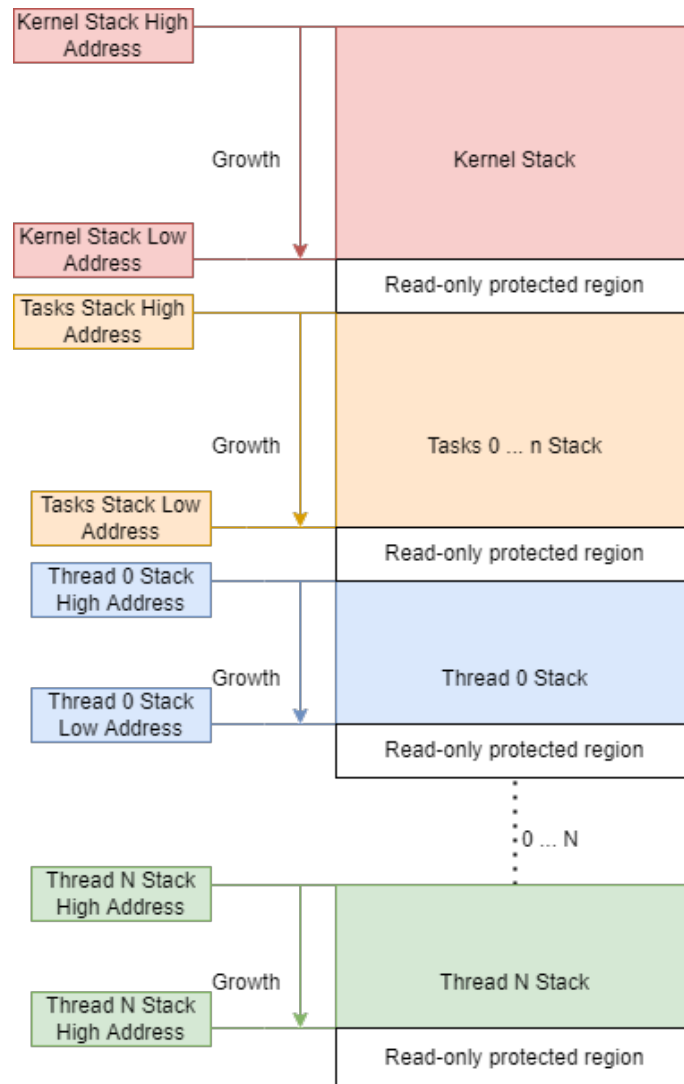 Kernel Stack High
Address
Growth
Kernel Stack
Kernel Stack Low
Address
Read-only protected region
Tasks Stack High
Address
Growth
Tasks 0 ... n Stack
Tasks Stack Low
Address
Read-only protected region
Thread 0 Stack
High Address
Growth
Thread 0 Stack
Thread 0 Stack
Low Address
Read-only protected region
0 ... N
Thread N Stack
High Address
Growth
Thread N Stack
Thread N Stack
High Address
Read-only protected region